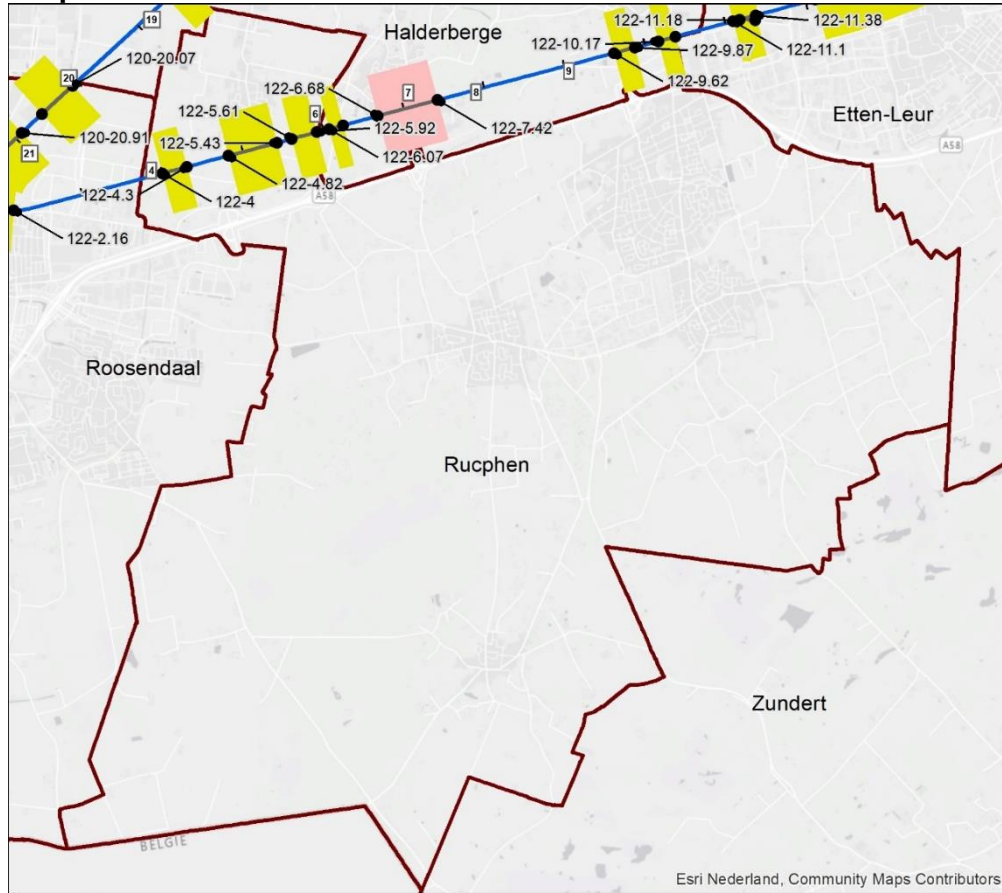 19
Halderberge
122-11.18
122-11.38
120-20.07
122-10.17
122-11.1
122-9.87
20
122-6.68
7
8
9
122-9.62
122-5.61
6
122-5.92
122-7.42
Etten-Leur
120-20.91
122-5.43
122-6.07
A58
21
4
122-4.3
122-4
122-4.82
A58
122-2.16
Roosendaal
Rucphen
Zundert
BELGIE
Esri Nederland, Community Maps Contributors